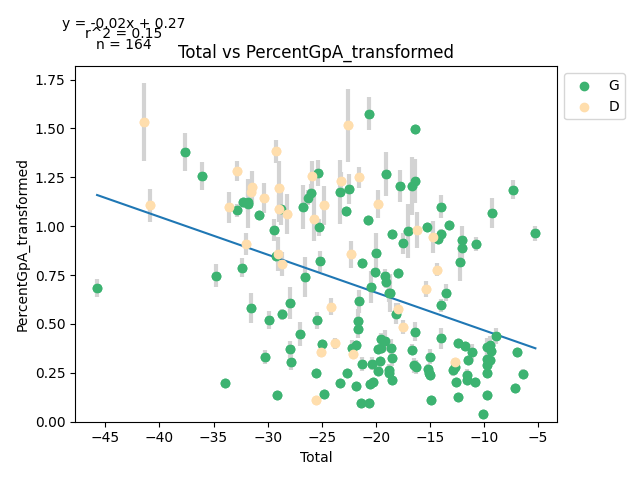 y = -0.02x + 0.27
r^2 = 0.15
n = 164
Total vs PercentGpA_transformed
1.75
1.50
1.25
1.00
0.75
0.50
0.25
0.00
PercentGpA_transformed
−45
−40
−35
−30
−25
−20
−15
−10
−5
Total
G
D